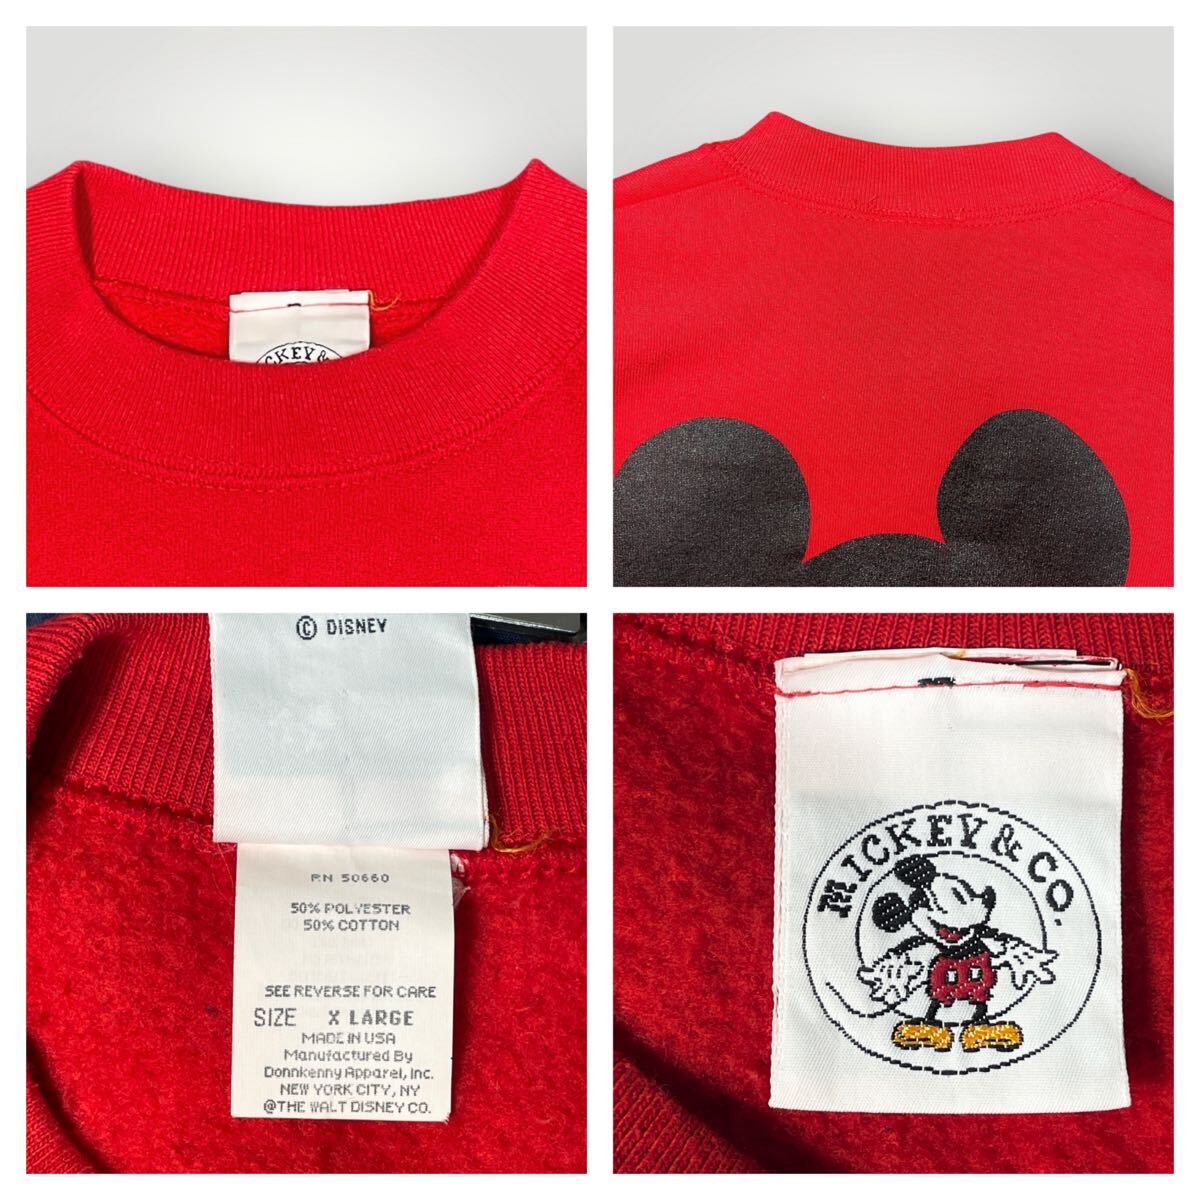 CKEY &
© DISNEY
RN 50660
50% POLYESTER
50% COTTON
SEE REVERSE FOR CARE
SIZE X LARGE
MADE IN USA
Manufactured By
Donnkenny Apparel, Inc.
NEW YORK CITY, NY
@THE WALT DISNEY CO.
MICKEY & CO.